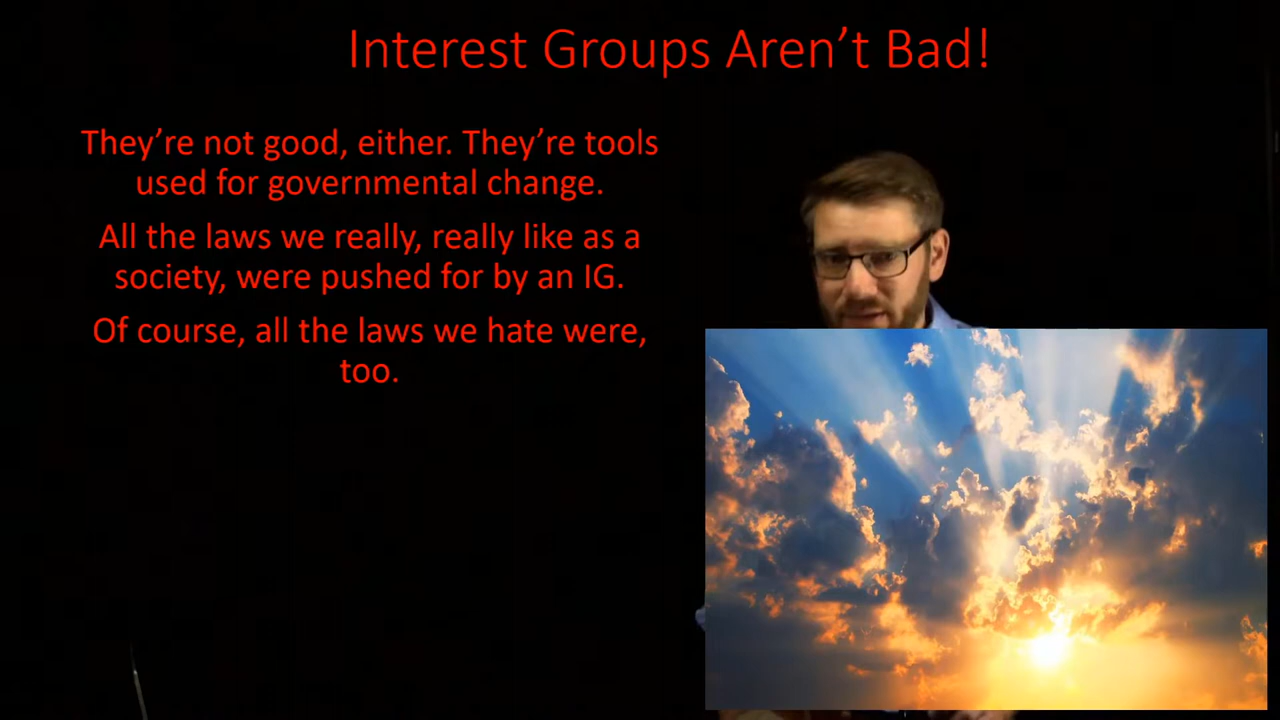 Interest Groups Aren’t Bad!
They’re not good, either. They’re tools
used for governmental change.
All the laws we really, really like as a
society, were pushed for by an IG.
Of course, all the laws we hate were,
too.